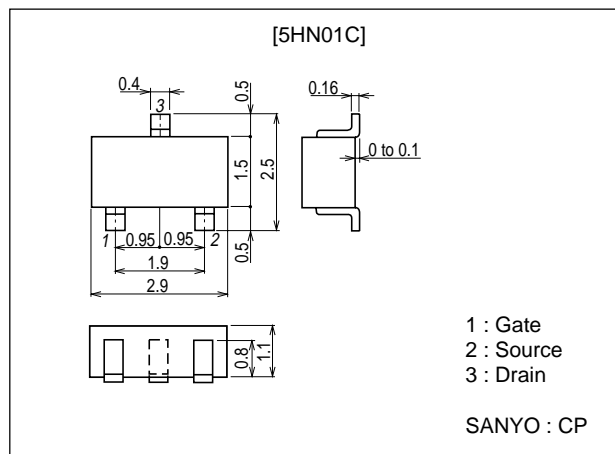 [5HN01C]
0.4
3
0.5
1.5
2.5
0.5
0.16
0 to 0.1
1
0.95
0.95
2
1.9
2.9
0.8
1.1
1 : Gate
2 : Source
3 : Drain
SANYO : CP